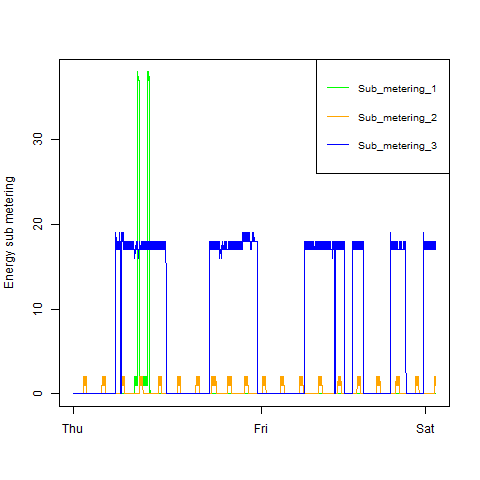 Sub_metering_1
Sub_metering_2
Sub_metering_3
Energy sub metering
30
20
10
0
Thu Fri Sat